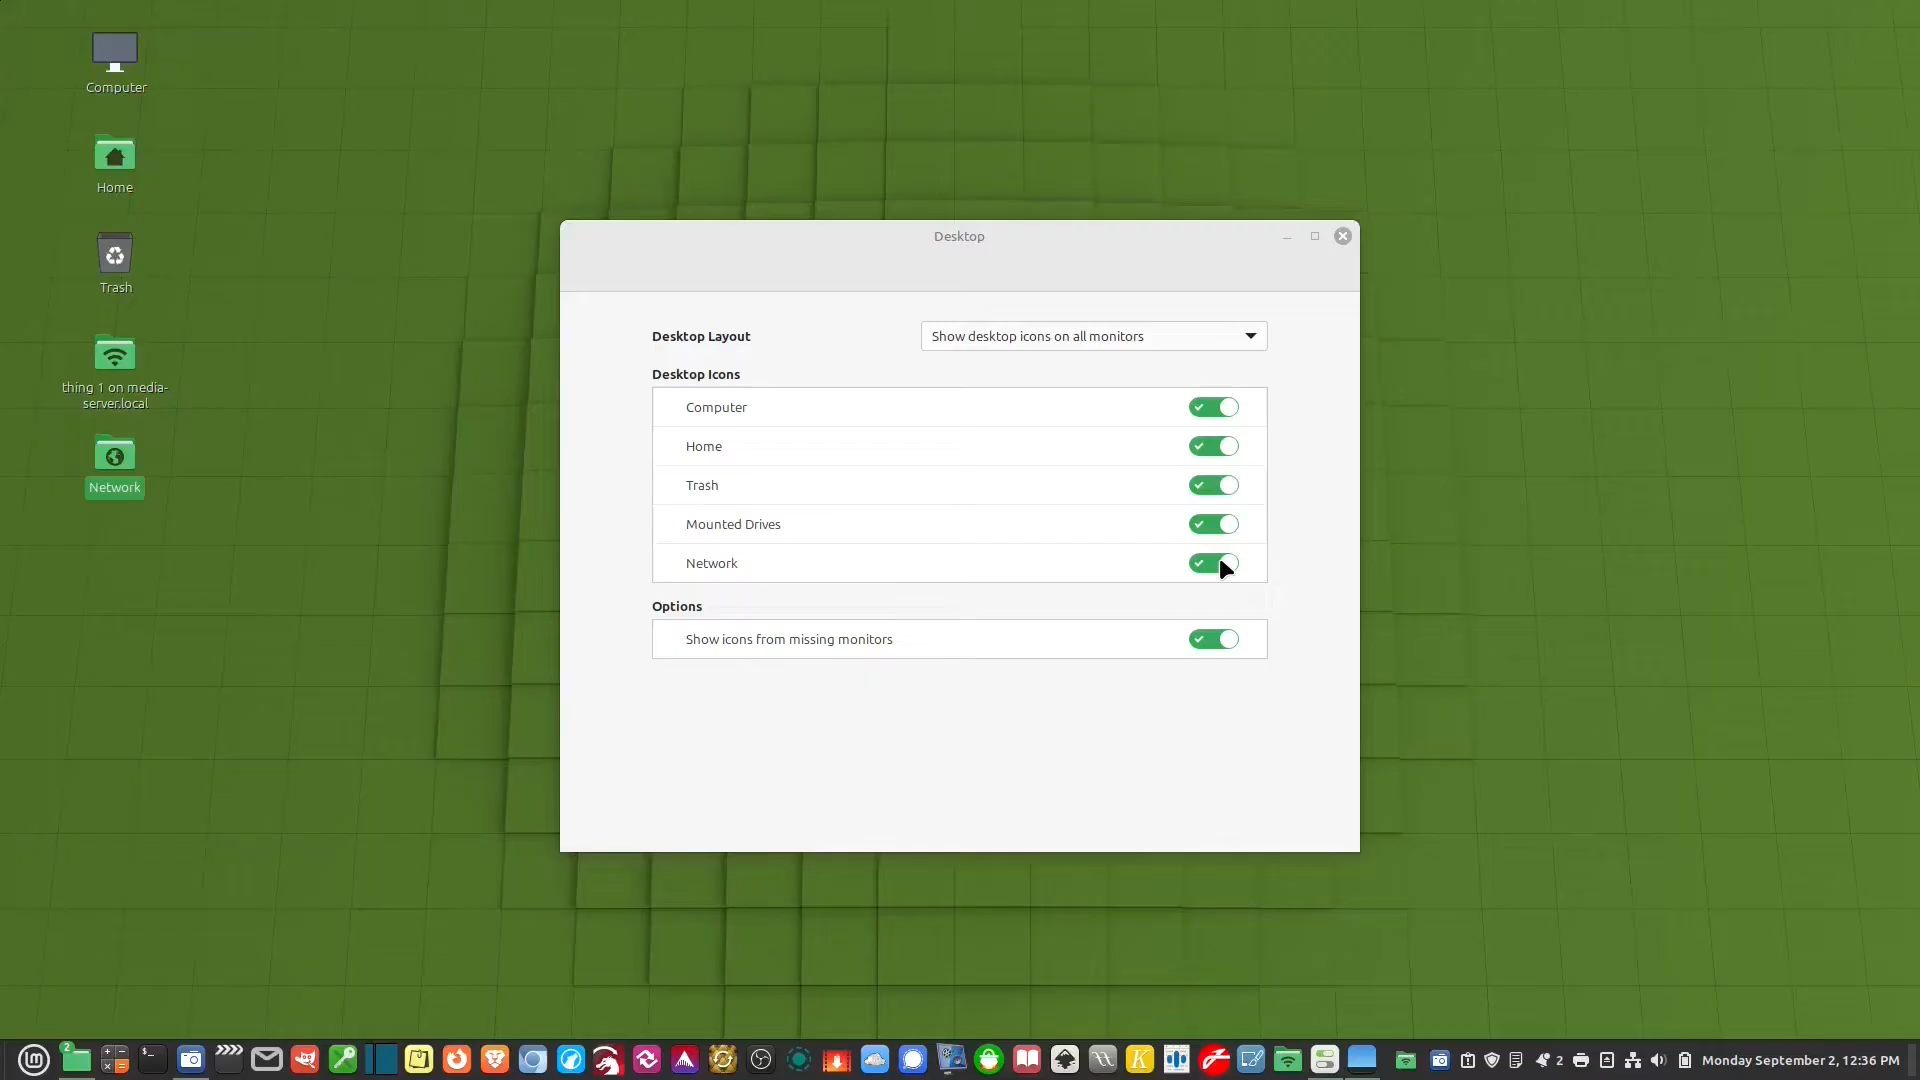 Computer
Home
Trash
thing 1 on media-
server.local
Network
Desktop
Desktop Layout
Show desktop icons on all monitors
Desktop Icons
Computer
Home
Trash
Mounted Drives
Network
Options
Show icons from missing monitors
2
2
Monday September 2, 12:36 PM